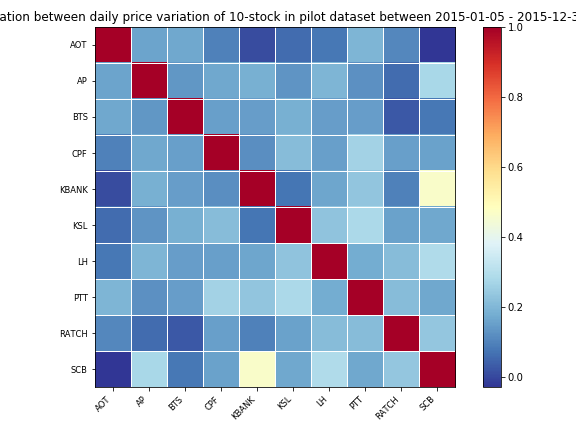 ation between daily price variation of 10-stock in pilot dataset between 2015-01-05 - 2015-12-3
AOT
AP
BTS
CPF
KBANK
KSL
LH
PTT
RATCH
SCB
AOT
AP
BTS
CPF
KBANK
KSL
LH
PTT
RATCH
SCB
1.0
0.8
0.6
0.4
0.2
0.0